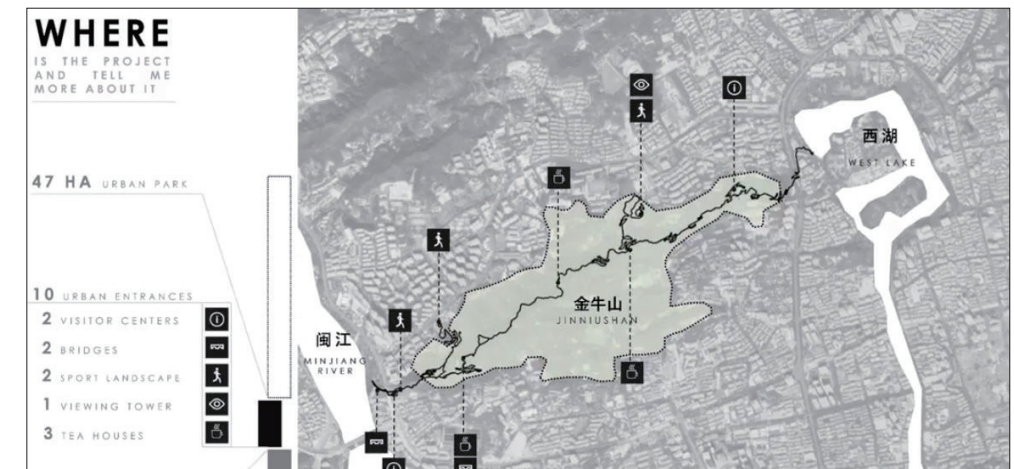 WHERE
IS THE PROJECT
AND TELL ME
MORE ABOUT IT
47 HA URBAN PARK
10 URBAN ENTRANCES
2 VISITOR CENTERS
2 BRIDGES
2 SPORT LANDSCAPE
1 VIEWING TOWER
3 TEA HOUSES
西湖
WEST LAKE
金牛山
JINNIUSHAN
闽江
MINJIANG
RIVER